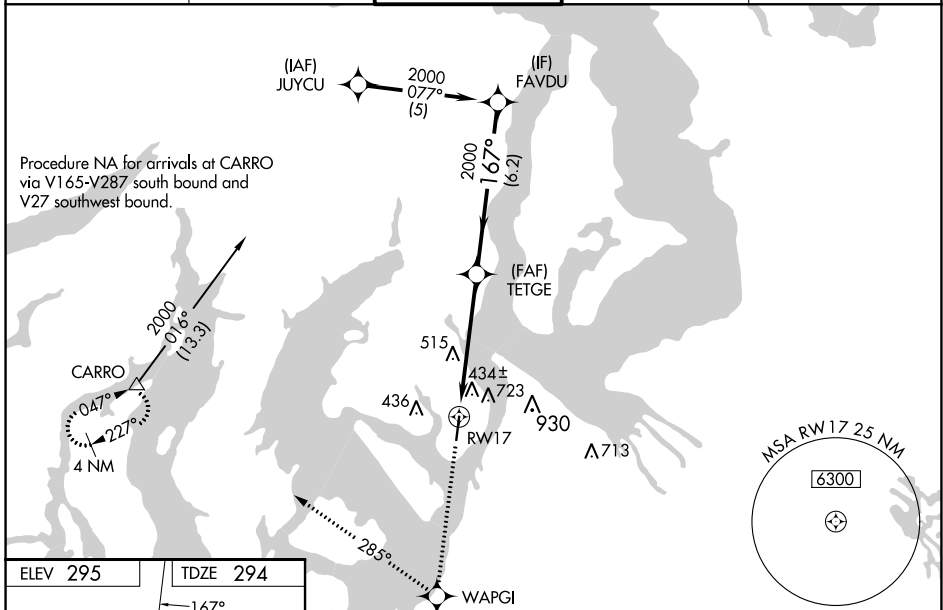 (IAF)
JUYCU
2000
077°
(5)
(IF)
FAVDU
2000
167°
(6.2)
Procedure NA for arrivals at CARRO
via V165-V287 south bound and
V27 southwest bound.
(FAF)
TETGE
2000
016°
(13.3)
CARRO
047°
227°
4 NM
515
434±
723
436
930
RW17
713
MSA RW17 25 NM
6300
285°
WAPGI
ELEV 295
TDZE 294
167°